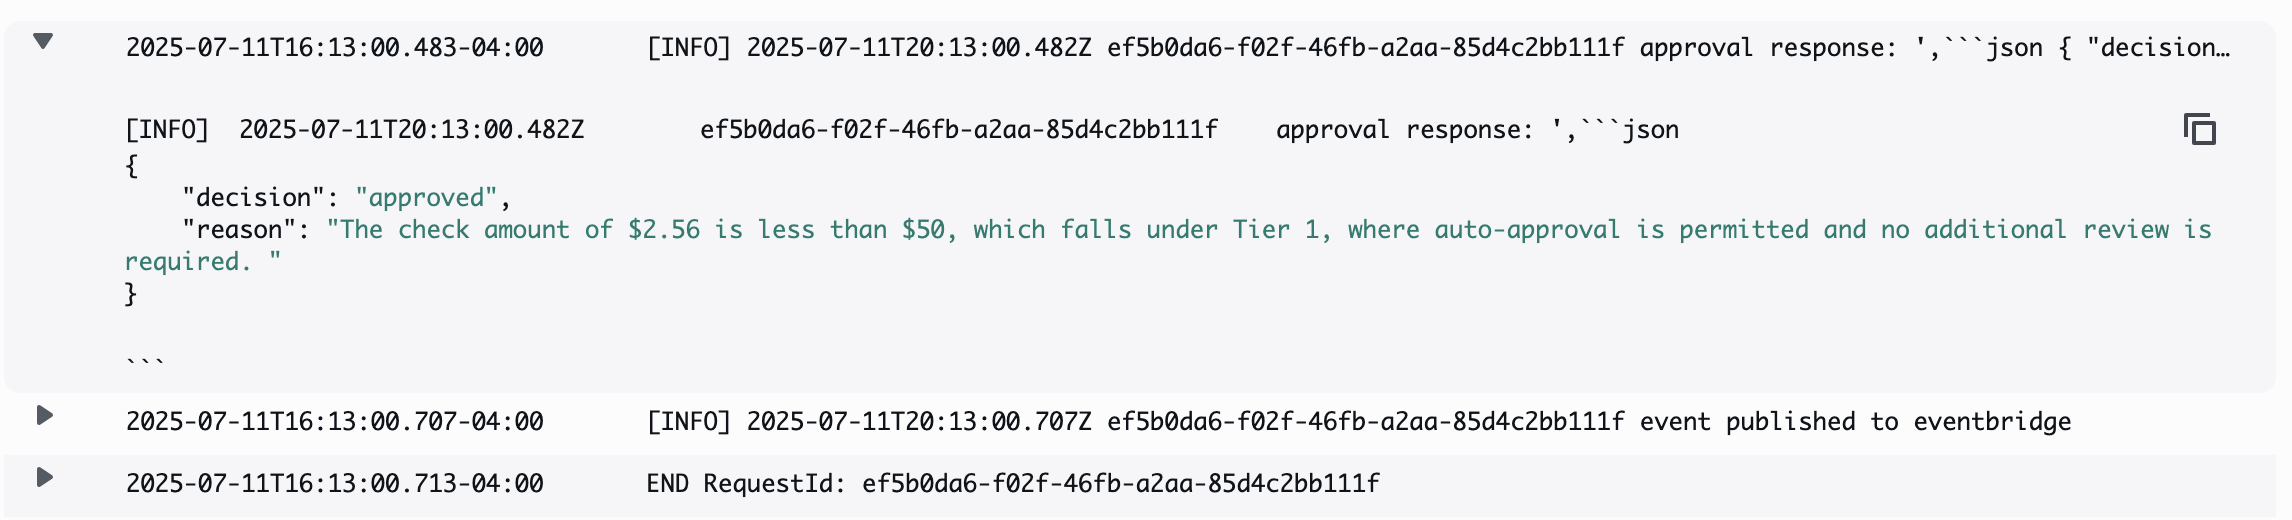 2025-07-11T16:13:00.483-04:00 [INFO] 2025-07-11T20:13:00.482Z ef5b0da6-f02f-46fb-a2aa-85d4c2bb111f approval response: ',```json { "decision…
[INFO] 2025-07-11T20:13:00.482Z ef5b0da6-f02f-46fb-a2aa-85d4c2bb111f approval response: ',```json
{
    "decision": "approved",
    "reason": "The check amount of $2.56 is less than $50, which falls under Tier 1, where auto-approval is permitted and no additional review is
required. "
}
```
2025-07-11T16:13:00.707-04:00 [INFO] 2025-07-11T20:13:00.707Z ef5b0da6-f02f-46fb-a2aa-85d4c2bb111f event published to eventbridge
2025-07-11T16:13:00.713-04:00 END RequestId: ef5b0da6-f02f-46fb-a2aa-85d4c2bb111f